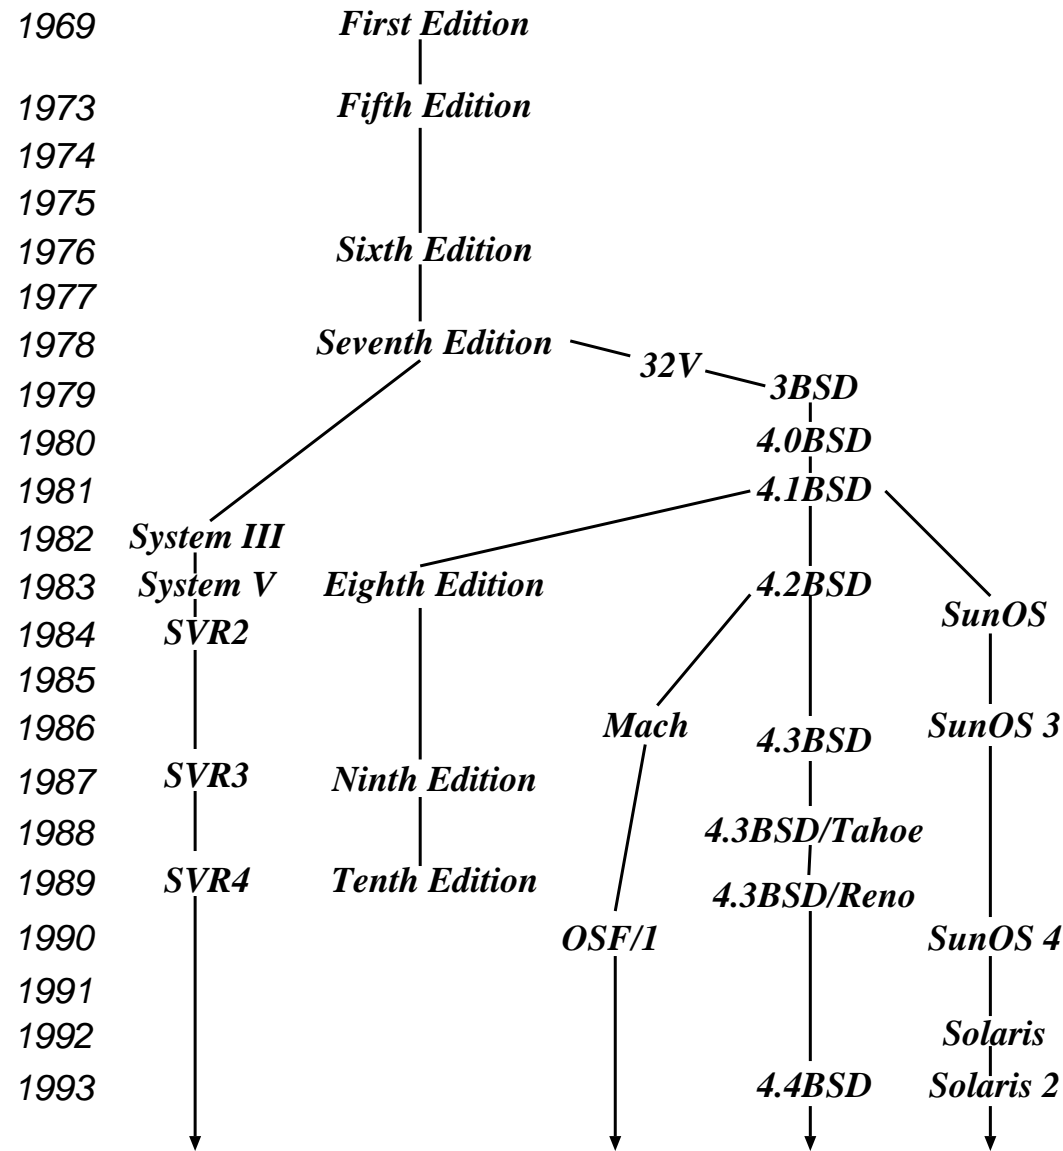 1969 First Edition
1973 Fifth Edition
1974
1975
1976 Sixth Edition
1977
1978 Seventh Edition
32V
1979 3BSD
1980 4.0BSD
1981 4.1BSD
1982 System III
1983 System V Eighth Edition 4.2BSD
SunOS
1984 SVR2
1985
1986 Mach 4.3BSD SunOS 3
1987 SVR3 Ninth Edition
1988 4.3BSD/Tahoe
1989 SVR4 Tenth Edition 4.3BSD/Reno
1990 OSF/1 SunOS 4
1991
1992 Solaris
1993 4.4BSD Solaris 2